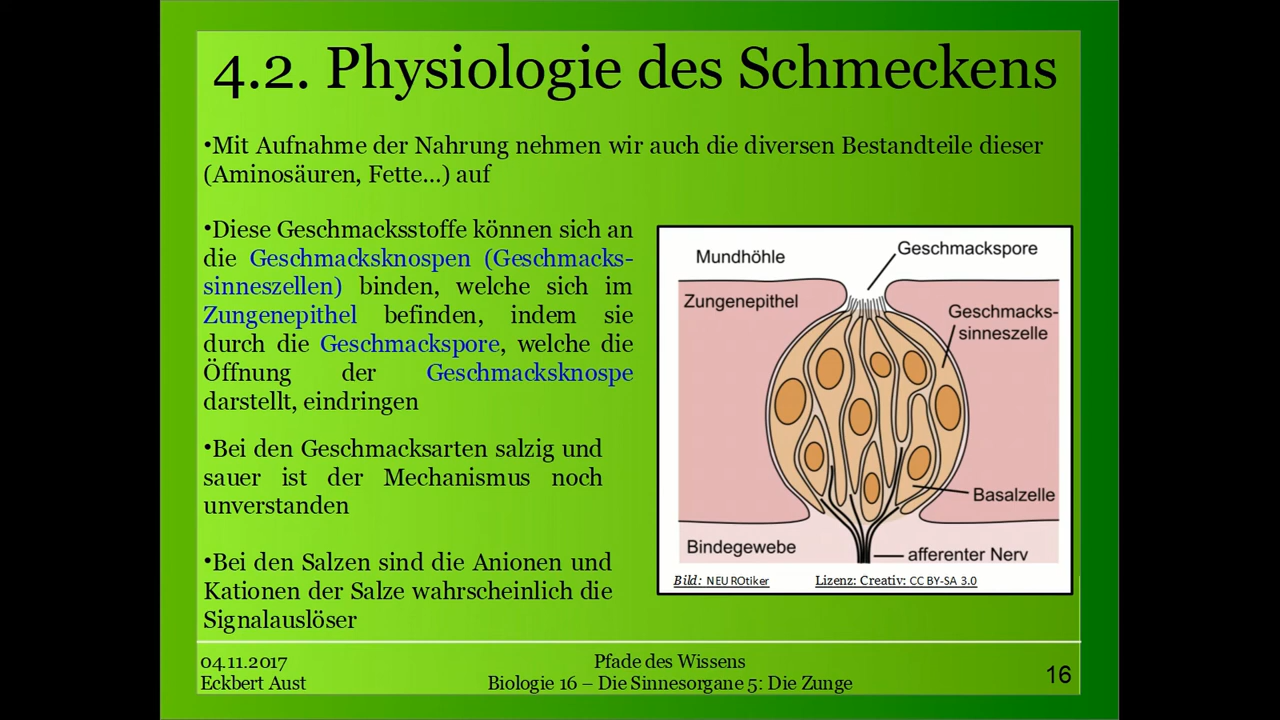 4.2. Physiologie des Schmeckens
•Mit Aufnahme der Nahrung nehmen wir auch die diversen Bestandteile dieser
(Aminosäuren, Fette...) auf
•Diese Geschmacksstoffe können sich an
die Geschmacksknospen (Geschmacks-
sinneszellen) binden, welche sich im
Zungenepithel befinden, indem sie
durch die Geschmackspore, welche die
Öffnung der Geschmacksknospe
darstellt, eindringen
•Bei den Geschmacksarten salzig und
sauer ist der Mechanismus noch
unverstanden
•Bei den Salzen sind die Anionen und
Kationen der Salze wahrscheinlich die
Signalauslöser
Mundhöhle
Geschmackspore
Zungenepithel
Geschmacks-
sinneszelle
Basalzelle
Bindegewebe
afferenter Nerv
Bild: NEUROtiker
Lizenz: Creativ: CC BY-SA 3.0
04.11.2017
Eckbert Aust
Pfade des Wissens
Biologie 16 – Die Sinnesorgane 5: Die Zunge
16